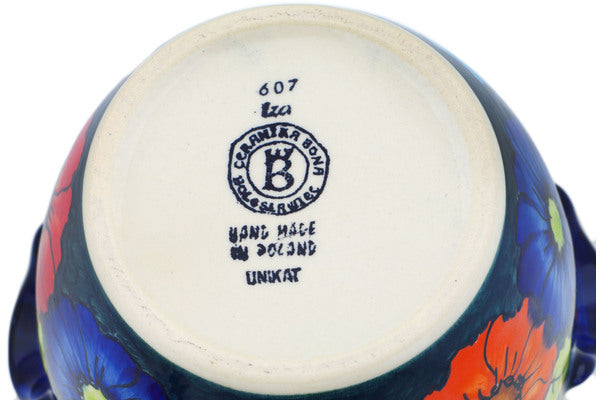 607
Iza
CERAMIKA BONA
BOLESŁAWIEC
B
HAND MADE
IN POLAND
UNIKAT